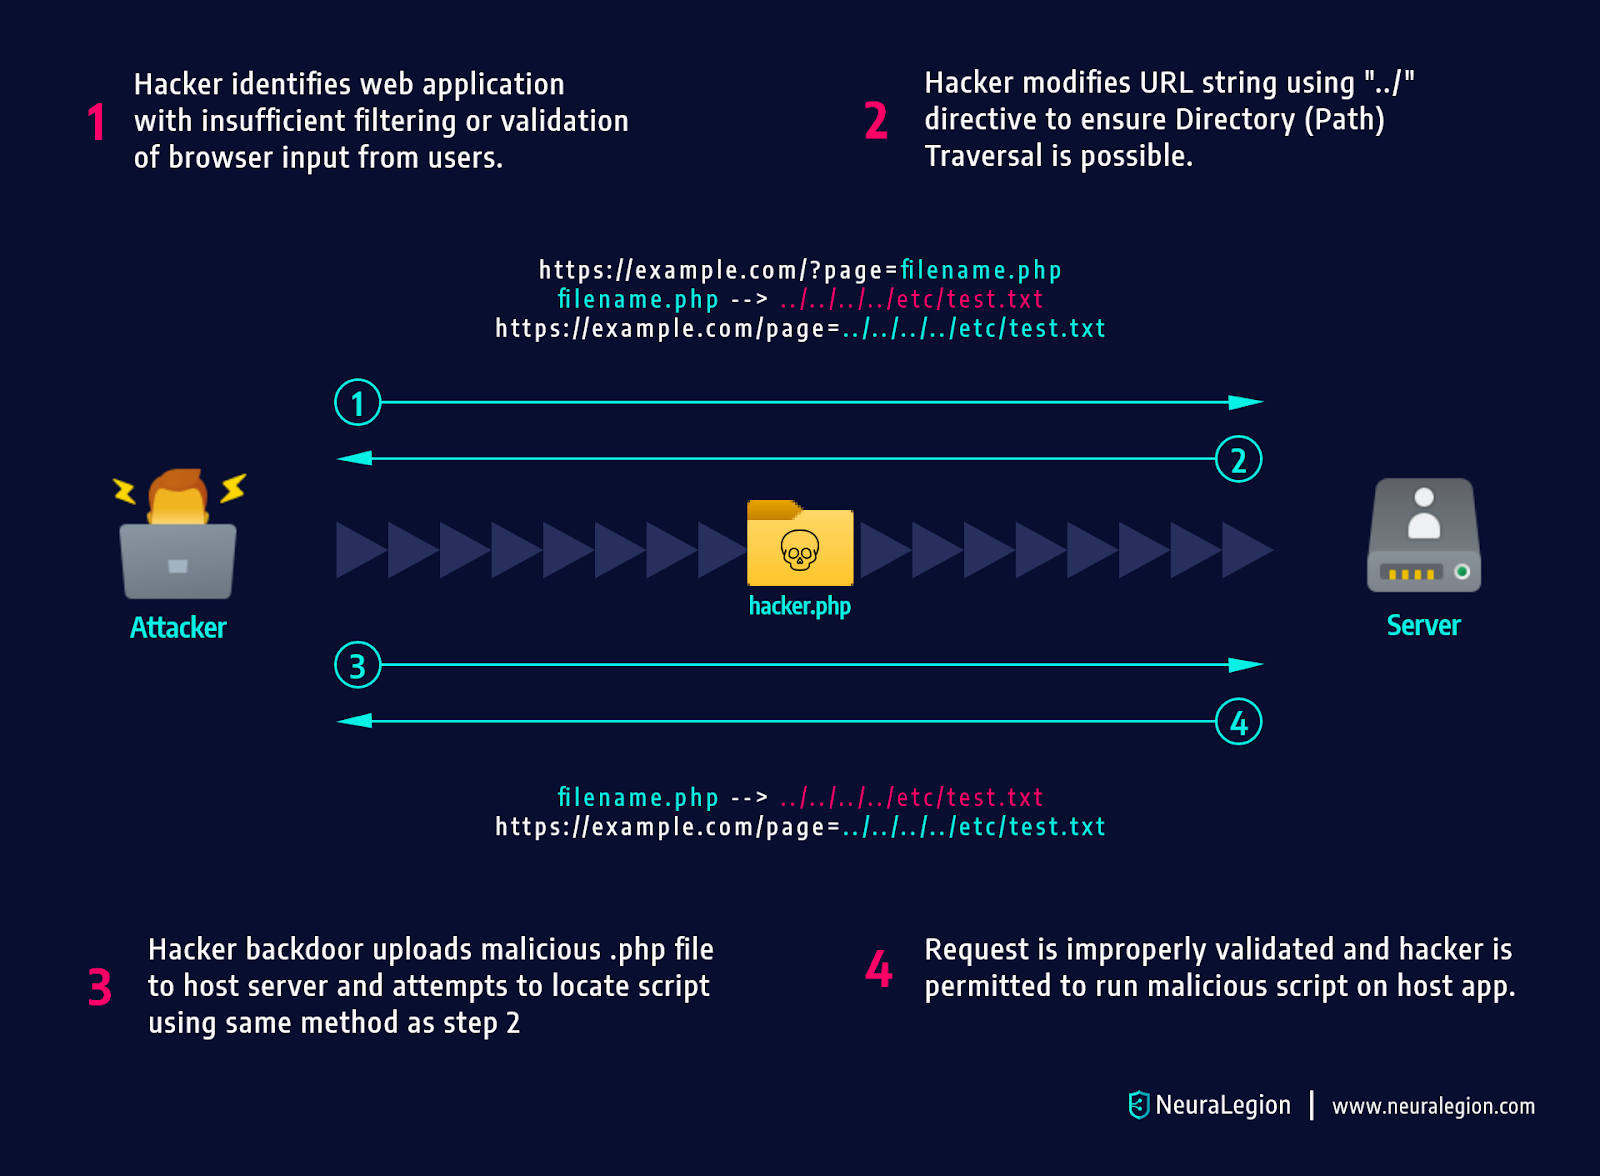 1
Hacker identifies web application
with insufficient filtering or validation
of browser input from users.
2
Hacker modifies URL string using "../"
directive to ensure Directory (Path)
Traversal is possible.
https://example.com/?page=filename.php
filename.php --> ../../../../etc/test.txt
https://example.com/page=../../../../etc/test.txt
1
2
Attacker
hacker.php
Server
3
4
filename.php --> ../../../../etc/test.txt
https://example.com/page=../../../../etc/test.txt
3
Hacker backdoor uploads malicious .php file
to host server and attempts to locate script
using same method as step 2
4
Request is improperly validated and hacker is
permitted to run malicious script on host app.
NeuraLegion | www.neuralegion.com